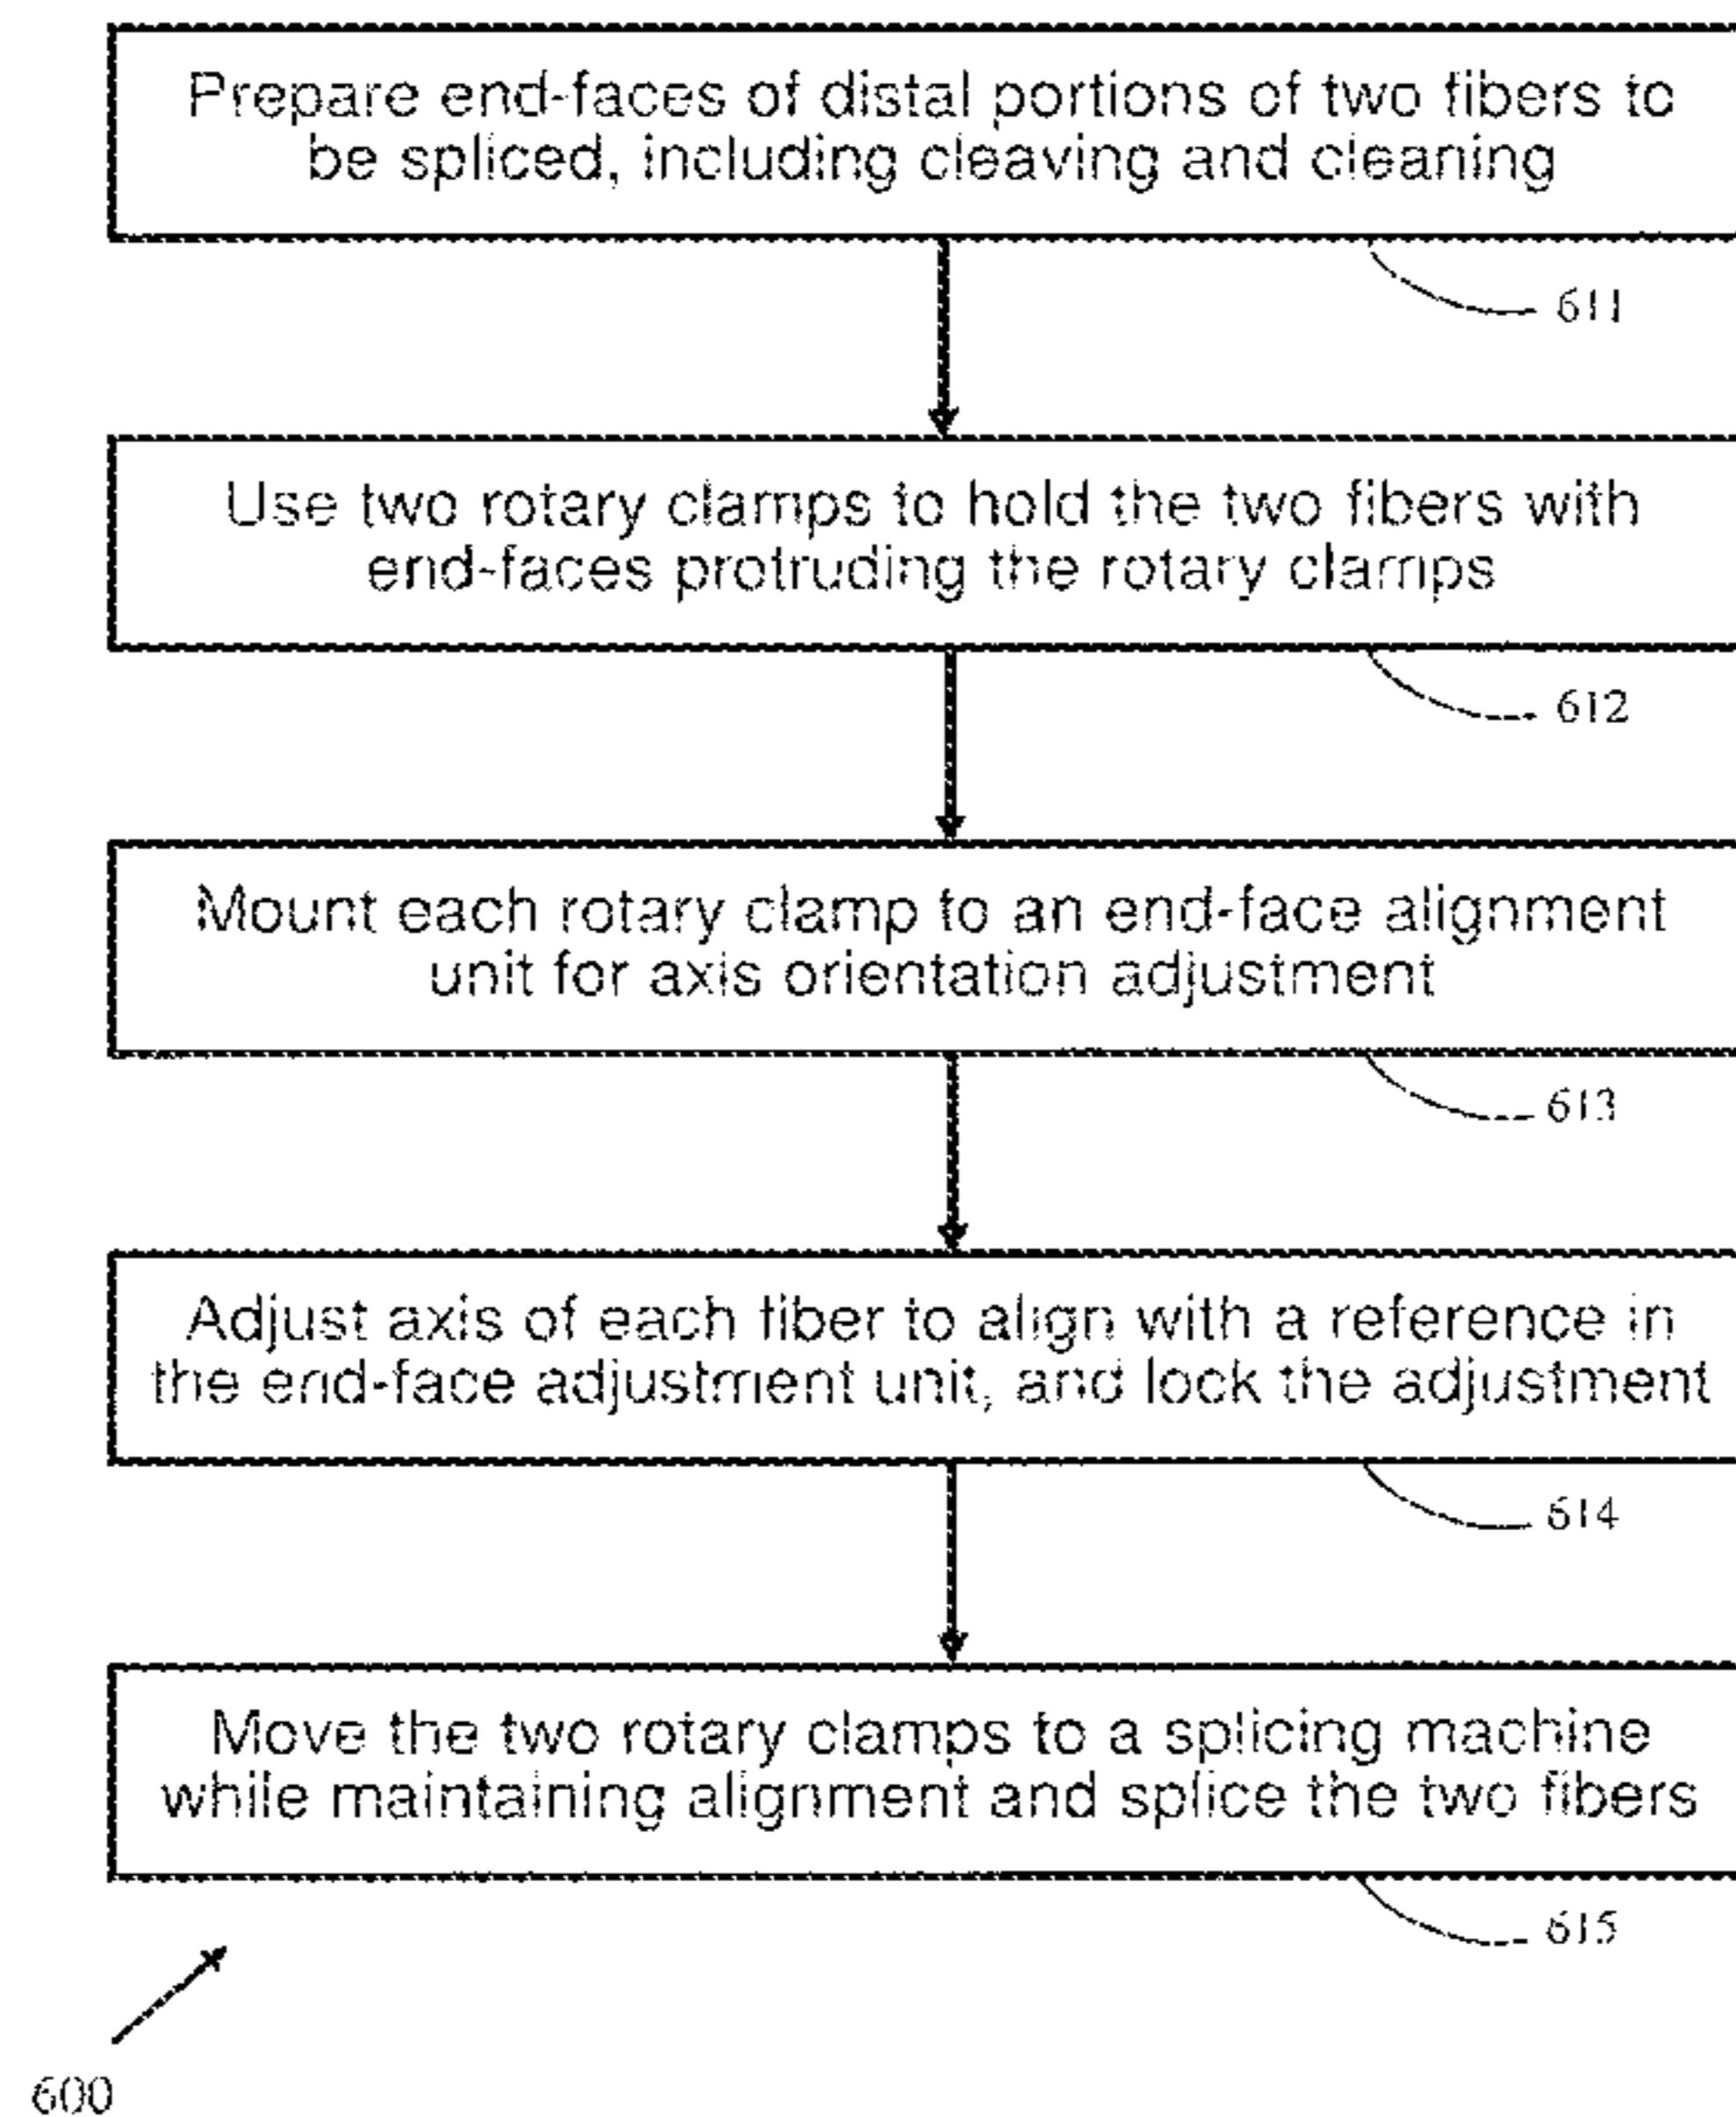 Prepare end-faces of distal portions of two fibers to
be spliced, including cleaving and cleaning
611
Use two rotary clamps to hold the two fibers with
end-faces protruding the rotary clamps
612
Mount each rotary clamp to an end-face alignment
unit for axis orientation adjustment
613
Adjust axis of each fiber to align with a reference in
the end-face adjustment unit, and lock the adjustment
614
Move the two rotary clamps to a splicing machine
while maintaining alignment and splice the two fibers
615
600